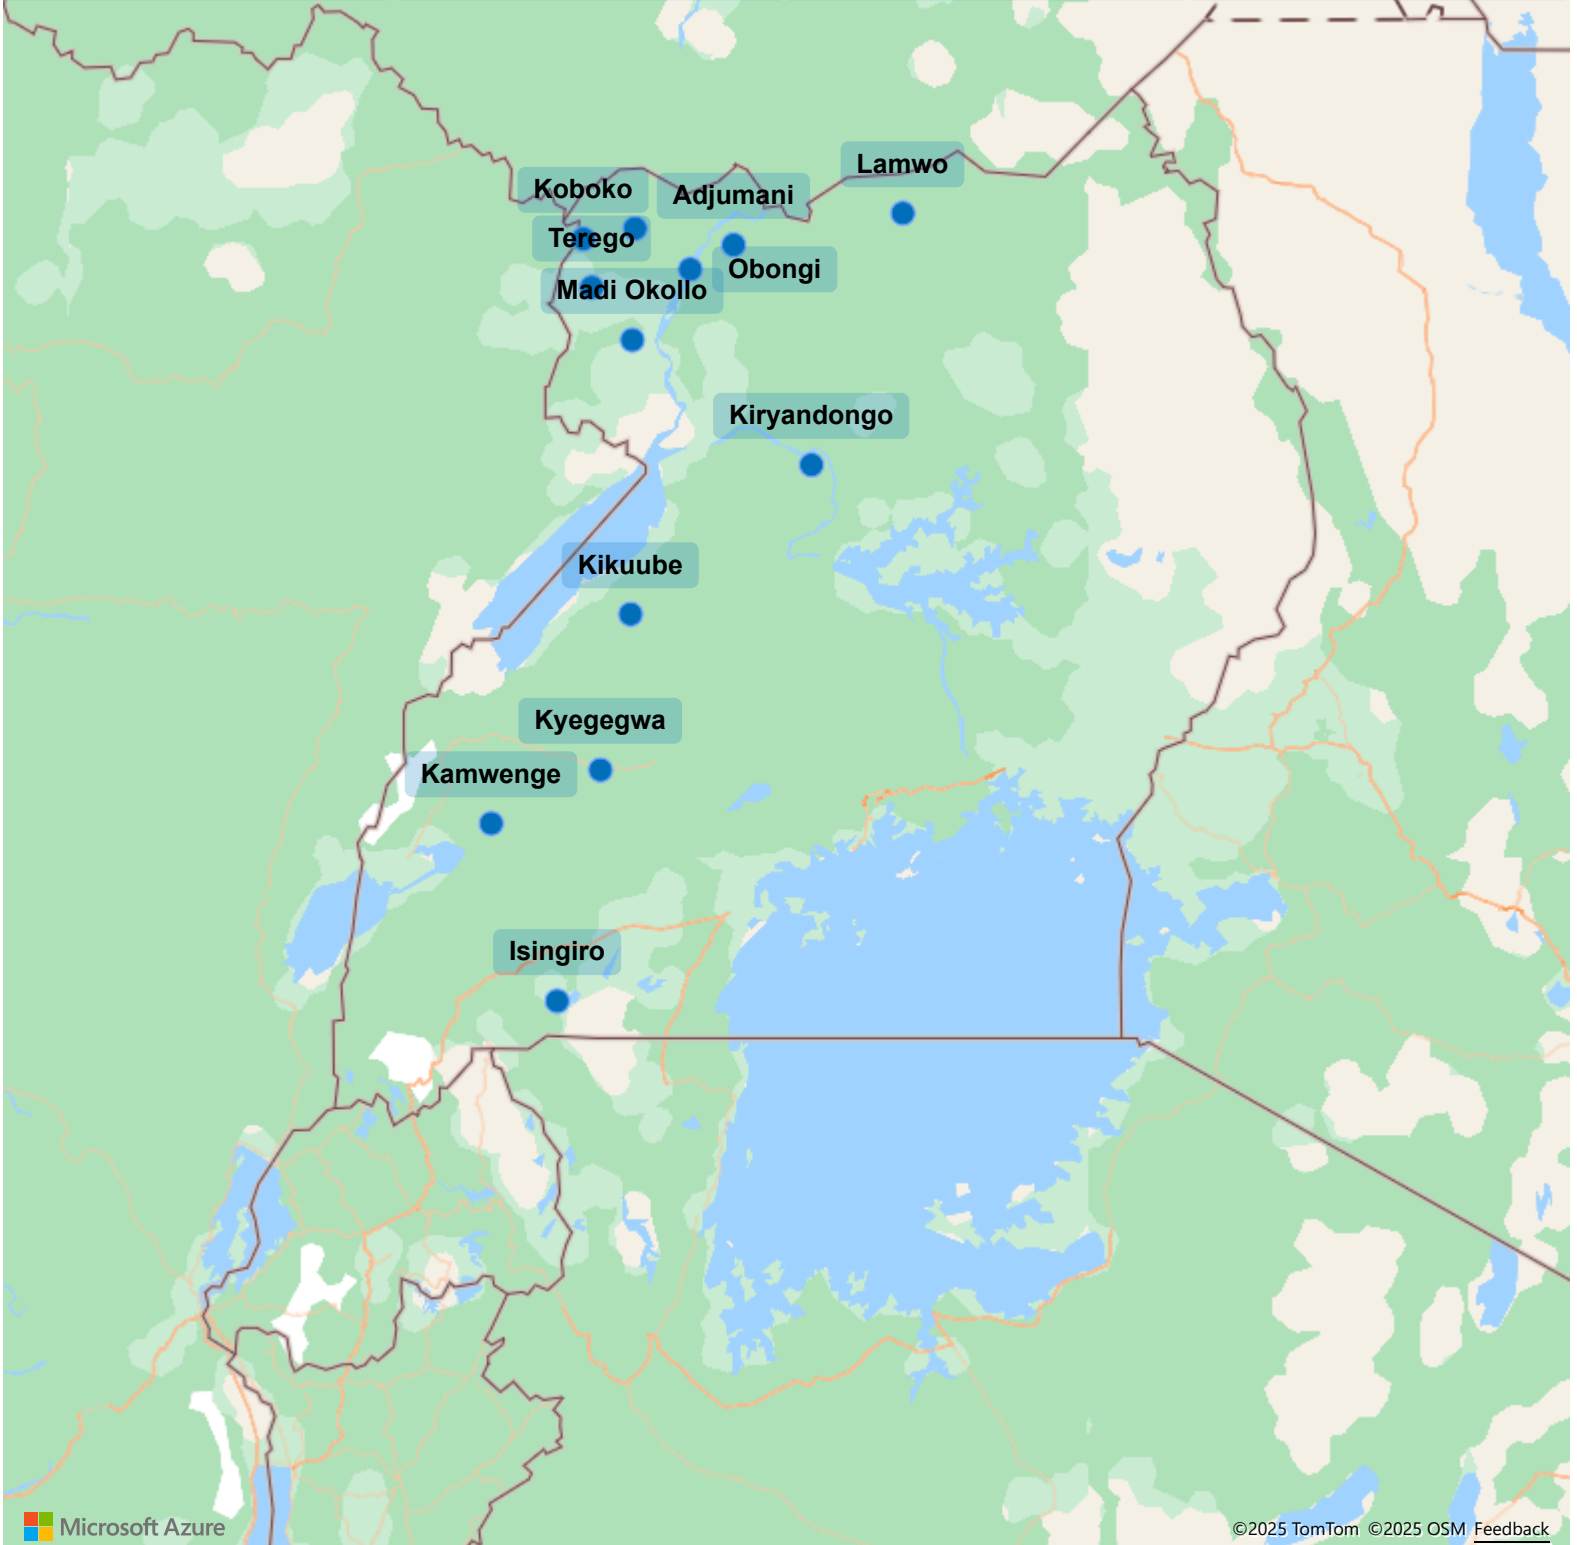 Lamwo
Koboko
Adjumani
Terego
Obongi
Madi Okollo
Kiryandongo
Kikuube
Kyegegwa
Kamwenge
Isingiro
Microsoft Azure
©2025 TomTom ©2025 OSM Feedback